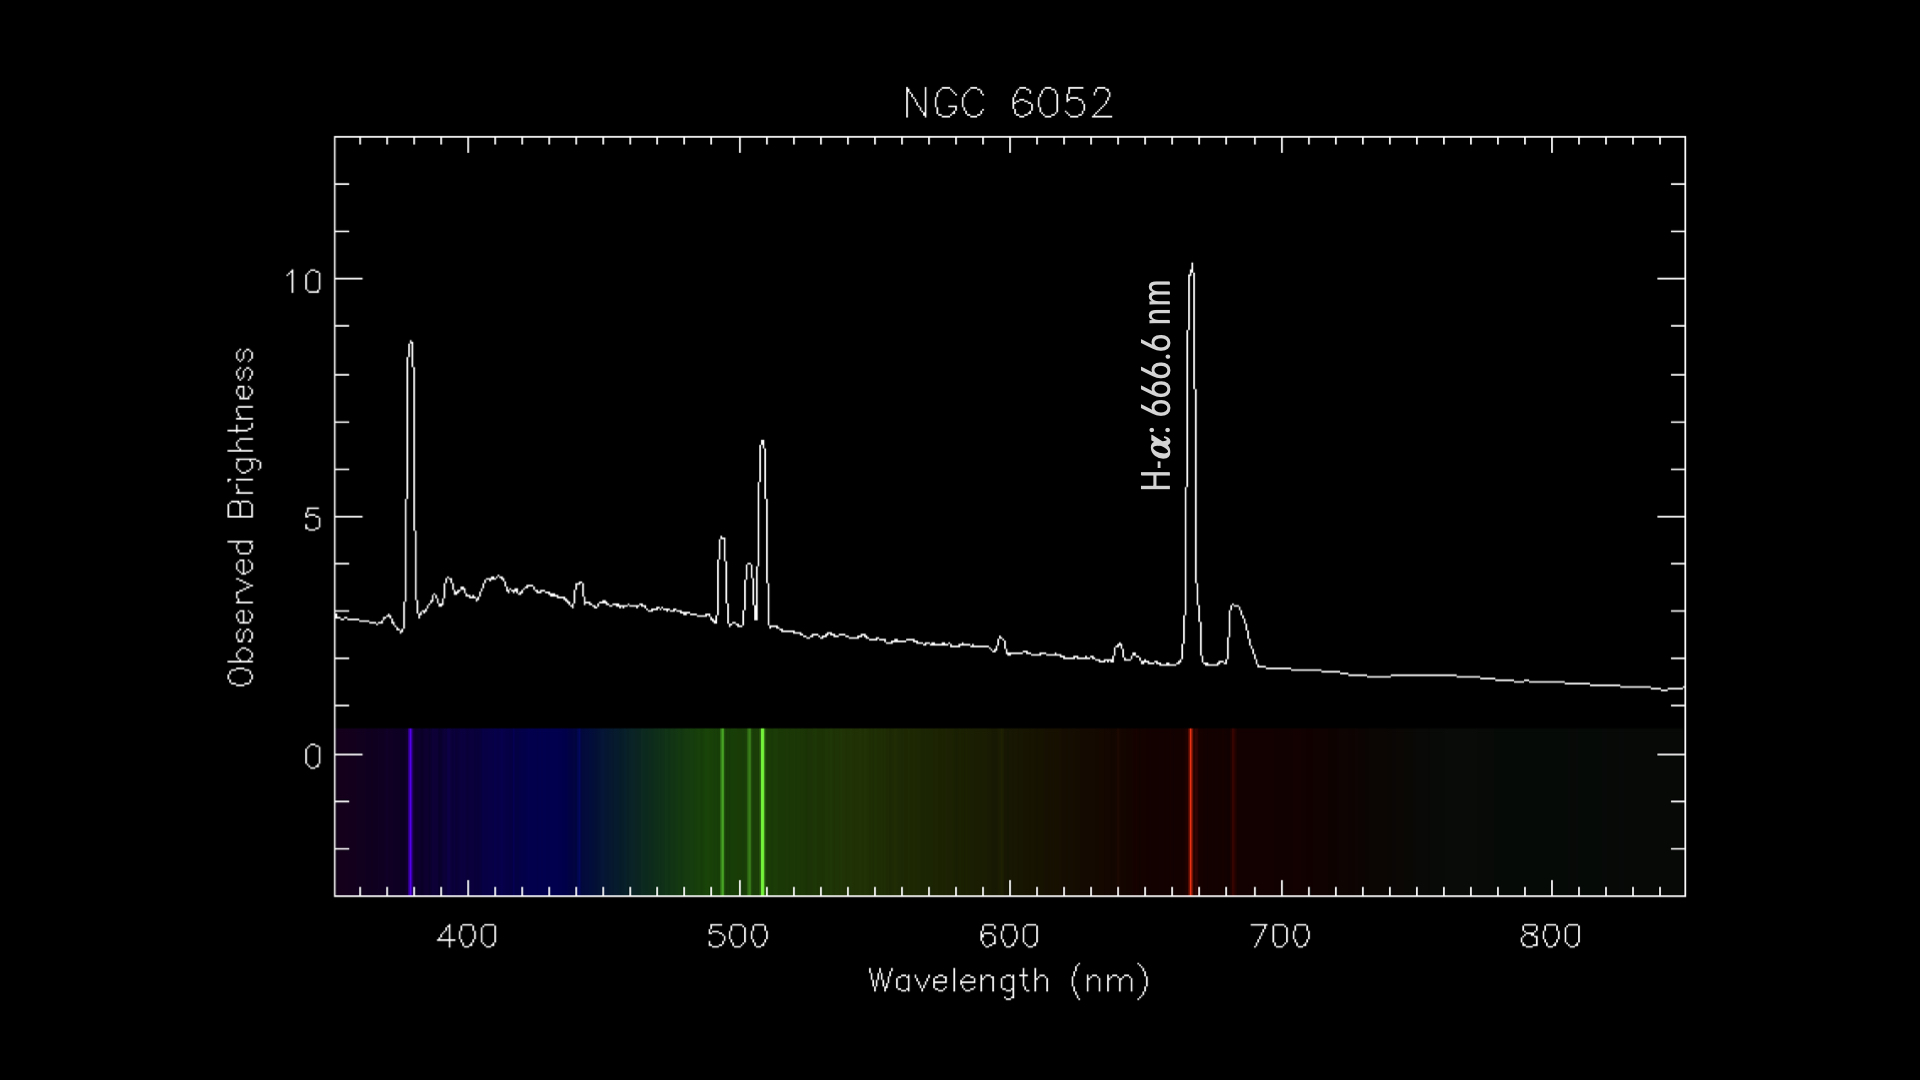 NGC 6052
10
5
0
Observed Brightness
H-α: 666.6 nm
400 500 600 700 800
Wavelength (nm)